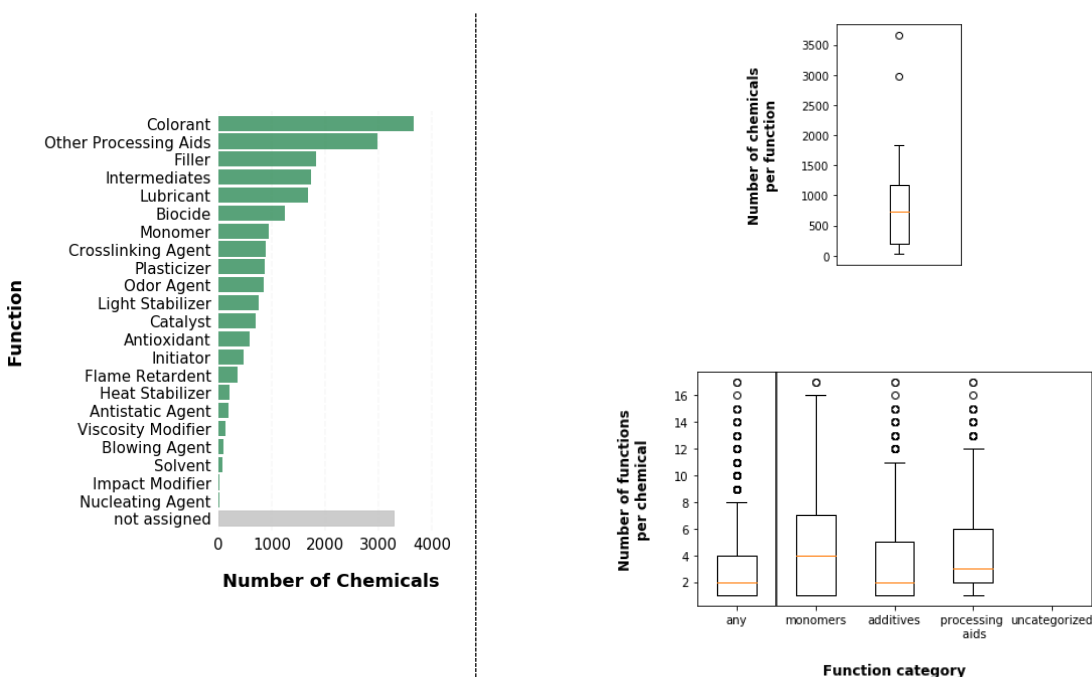 Function
Colorant
Other Processing Aids
Filler
Intermediates
Lubricant
Biocide
Monomer
Crosslinking Agent
Plasticizer
Odor Agent
Light Stabilizer
Catalyst
Antioxidant
Initiator
Flame Retardent
Heat Stabilizer
Antistatic Agent
Viscosity Modifier
Blowing Agent
Solvent
Impact Modifier
Nucleating Agent
not assigned
0 1000 2000 3000 4000
Number of Chemicals
Number of chemicals
per function
3500
3000
2500
2000
1500
1000
500
0
Number of functions
per chemical
16
14
12
10
8
6
4
2
any monomers additives processing uncategorized
aids
Function category